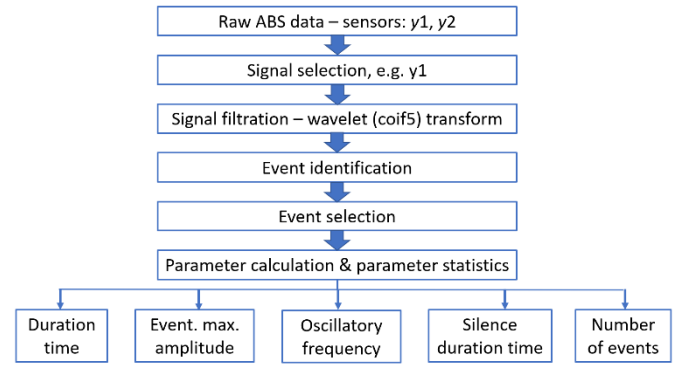 Raw ABS data – sensors: y1, y2
Signal selection, e.g. y1
Signal filtration – wavelet (coif5) transform
Event identification
Event selection
Parameter calculation & parameter statistics
Duration
time
Event. max.
amplitude
Oscillatory
frequency
Silence
duration time
Number
of events